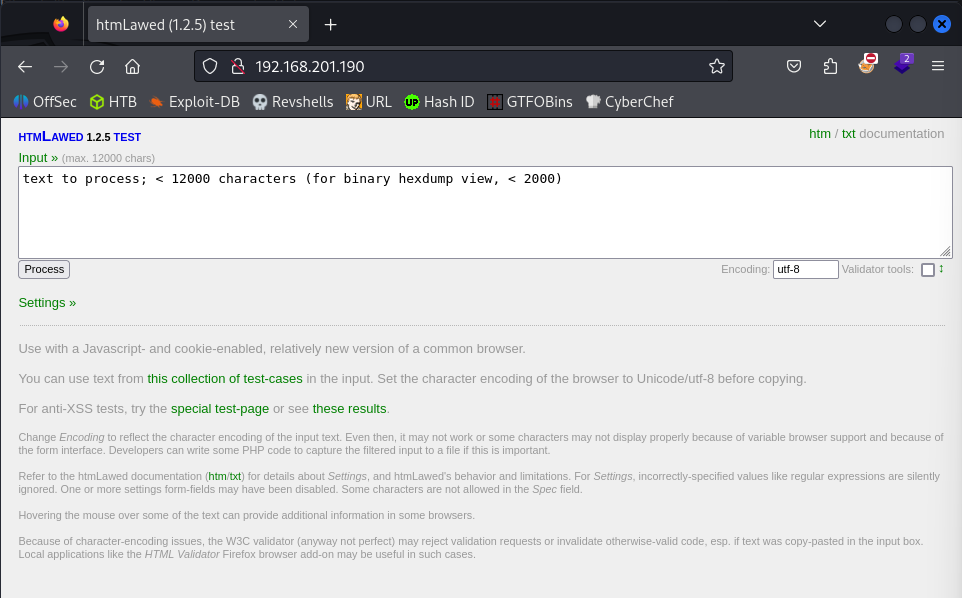 htmLawed (1.2.5) test
192.168.201.190
2
OffSec HTB Exploit-DB Revshells URL Hash ID GTFOBins CyberChef
HTMLAWED 1.2.5 TEST htm / txt documentation
Input » (max. 12000 chars)
text to process; < 12000 characters (for binary hexdump view, < 2000)
Process Encoding: utf-8 Validator tools:
Settings »
Use with a Javascript- and cookie-enabled, relatively new version of a common browser.
You can use text from this collection of test-cases in the input. Set the character encoding of the browser to Unicode/utf-8 before copying.
For anti-XSS tests, try the special test-page or see these results.
Change Encoding to reflect the character encoding of the input text. Even then, it may not work or some characters may not display properly because of variable browser support and because of
the form interface. Developers can write some PHP code to capture the filtered input to a file if this is important.
Refer to the htmLawed documentation (htm/txt) for details about Settings, and htmLawed's behavior and limitations. For Settings, incorrectly-specified values like regular expressions are silently
ignored. One or more settings form-fields may have been disabled. Some characters are not allowed in the Spec field.
Hovering the mouse over some of the text can provide additional information in some browsers.
Because of character-encoding issues, the W3C validator (anyway not perfect) may reject validation requests or invalidate otherwise-valid code, esp. if text was copy-pasted in the input box.
Local applications like the HTML Validator Firefox browser add-on may be useful in such cases.